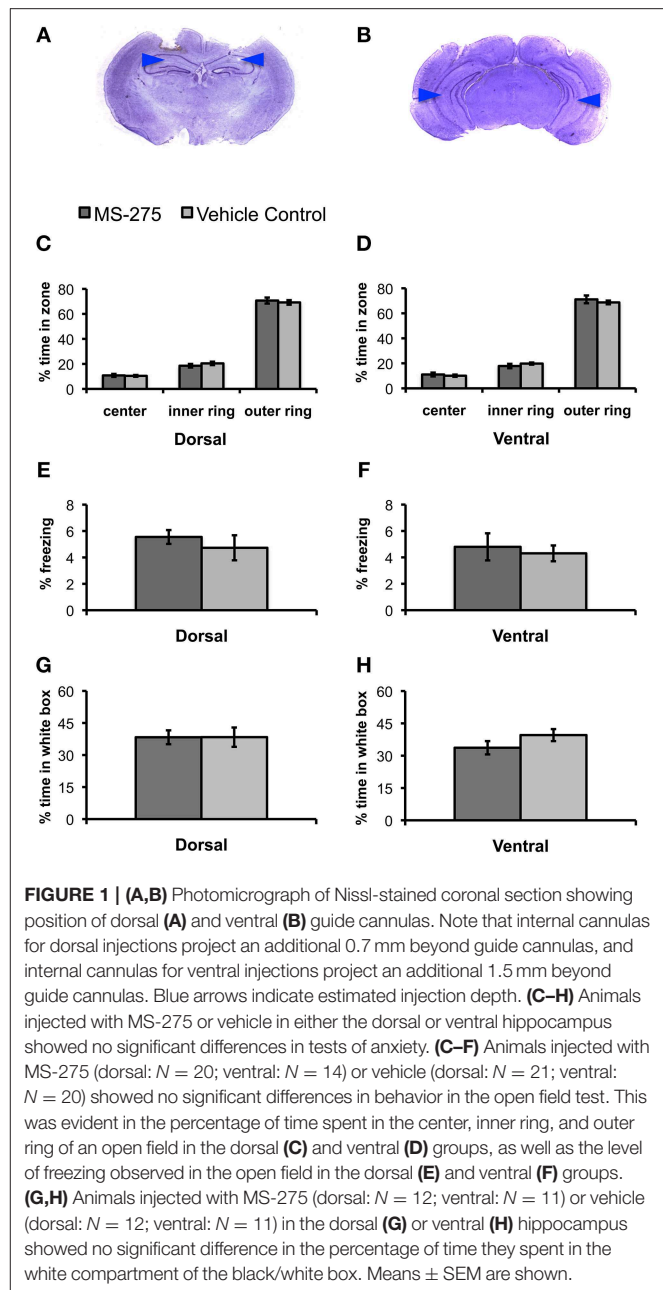 A
B
MS-275 Vehicle Control
C
% time in zone
80
60
40
20
0
center inner ring outer ring
Dorsal
D
% time in zone
80
60
40
20
0
center inner ring outer ring
Ventral
E
% freezing
8
6
4
2
0
Dorsal
F
% freezing
8
6
4
2
0
Ventral
G
% time in white box
60
45
30
15
0
Dorsal
H
% time in white box
60
45
30
15
0
Ventral
FIGURE 1 | (A,B) Photomicrograph of Nissl-stained coronal section showing
position of dorsal (A) and ventral (B) guide cannulas. Note that internal cannulas
for dorsal injections project an additional 0.7 mm beyond guide cannulas, and
internal cannulas for ventral injections project an additional 1.5 mm beyond
guide cannulas. Blue arrows indicate estimated injection depth. (C–H) Animals
injected with MS-275 or vehicle in either the dorsal or ventral hippocampus
showed no significant differences in tests of anxiety. (C–F) Animals injected with
MS-275 (dorsal: N = 20; ventral: N = 14) or vehicle (dorsal: N = 21; ventral:
N = 20) showed no significant differences in behavior in the open field test. This
was evident in the percentage of time spent in the center, inner ring, and outer
ring of an open field in the dorsal (C) and ventral (D) groups, as well as the level
of freezing observed in the open field in the dorsal (E) and ventral (F) groups.
(G,H) Animals injected with MS-275 (dorsal: N = 12; ventral: N = 11) or vehicle
(dorsal: N = 12; ventral: N = 11) in the dorsal (G) or ventral (H) hippocampus
showed no significant difference in the percentage of time they spent in the
white compartment of the black/white box. Means ± SEM are shown.